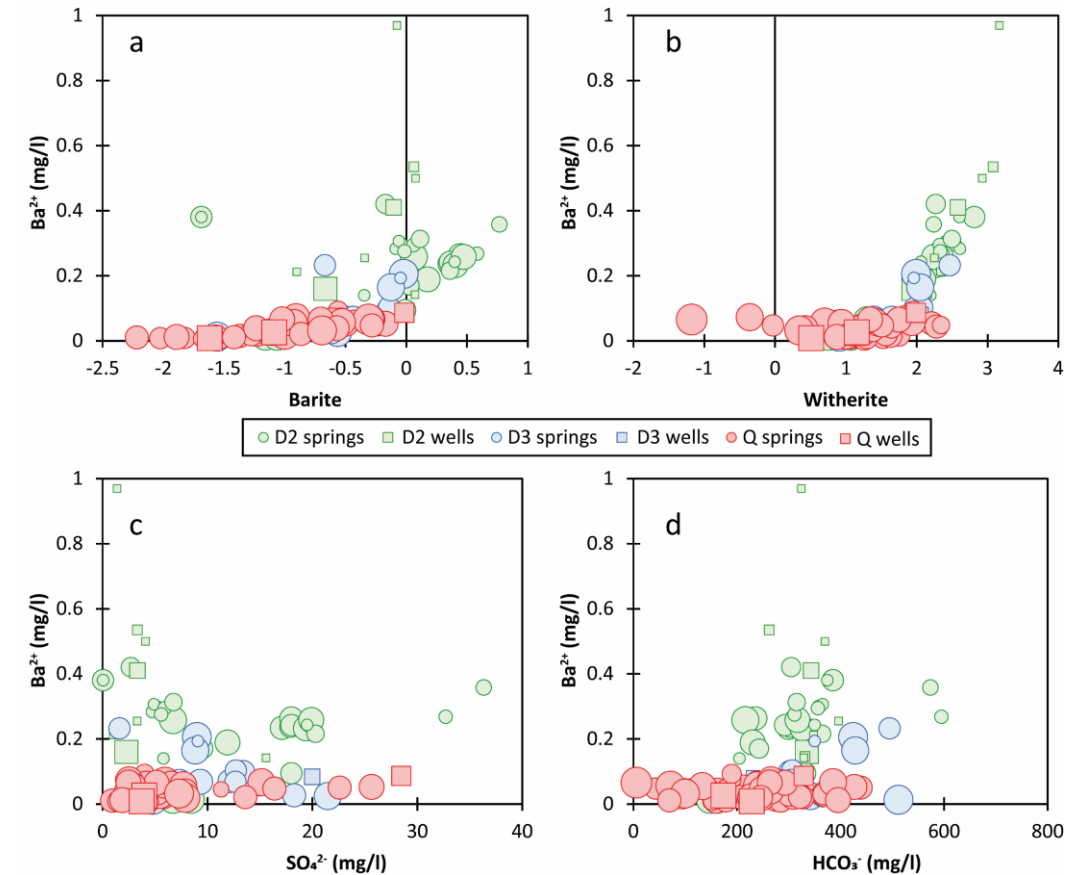 a
1
0.8
0.6
0.4
0.2
0
Ba²⁺ (mg/l)
-2.5 -2 -1.5 -1 -0.5 0 0.5 1
Barite
b
1
0.8
0.6
0.4
0.2
0
Ba²⁺ (mg/l)
-2 -1 0 1 2 3 4
Witherite
D2 springs D2 wells D3 springs D3 wells Q springs Q wells
c
1
0.8
0.6
0.4
0.2
0
Ba²⁺ (mg/l)
0 10 20 30 40
SO₄²⁻ (mg/l)
d
1
0.8
0.6
0.4
0.2
0
Ba²⁺ (mg/l)
0 200 400 600 800
HCO₃⁻ (mg/l)